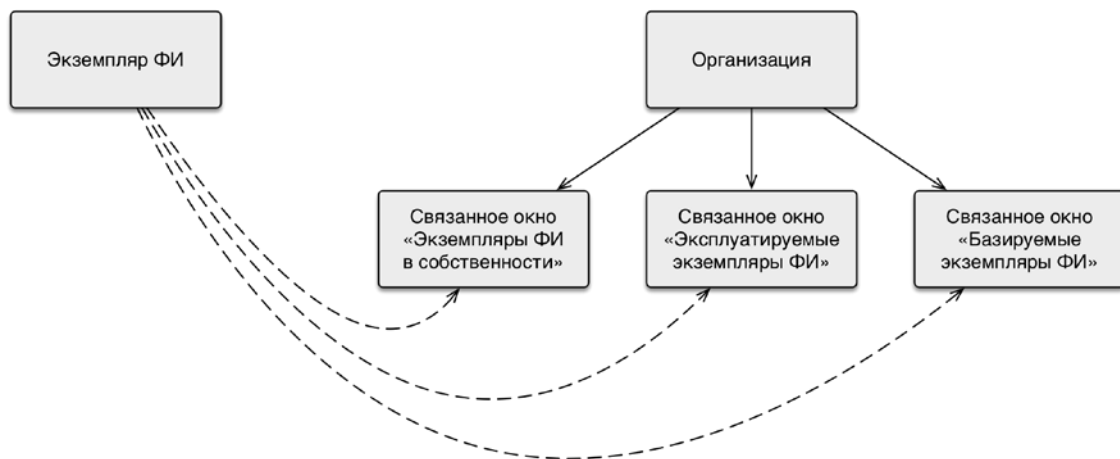 Экземпляр ФИ
Организация
Связанное окно
«Экземпляры ФИ
в собственности»
Связанное окно
«Эксплуатируемые
экземпляры ФИ»
Связанное окно
«Базируемые
экземпляры ФИ»